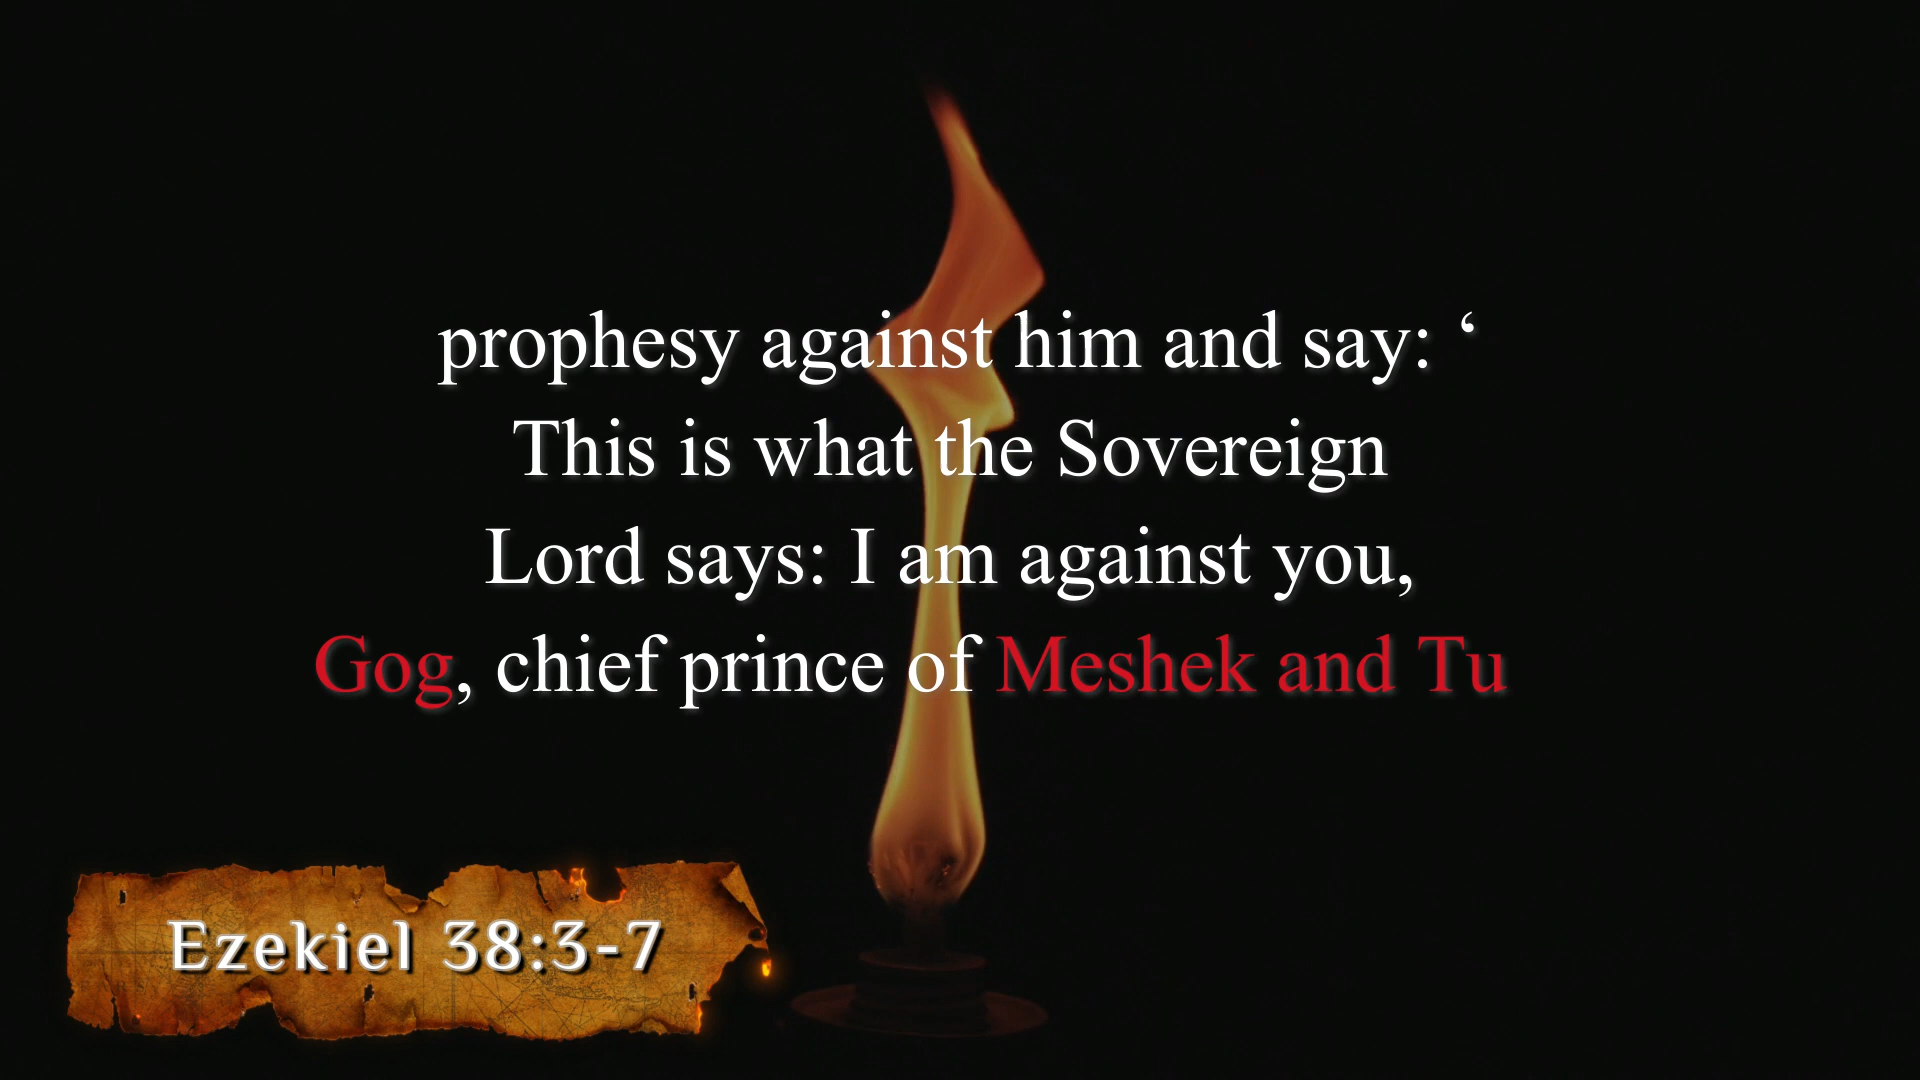 prophesy against him and say: ‘
This is what the Sovereign
Lord says: I am against you,
Gog, chief prince of Meshek and Tu
Ezekiel 38:3-7